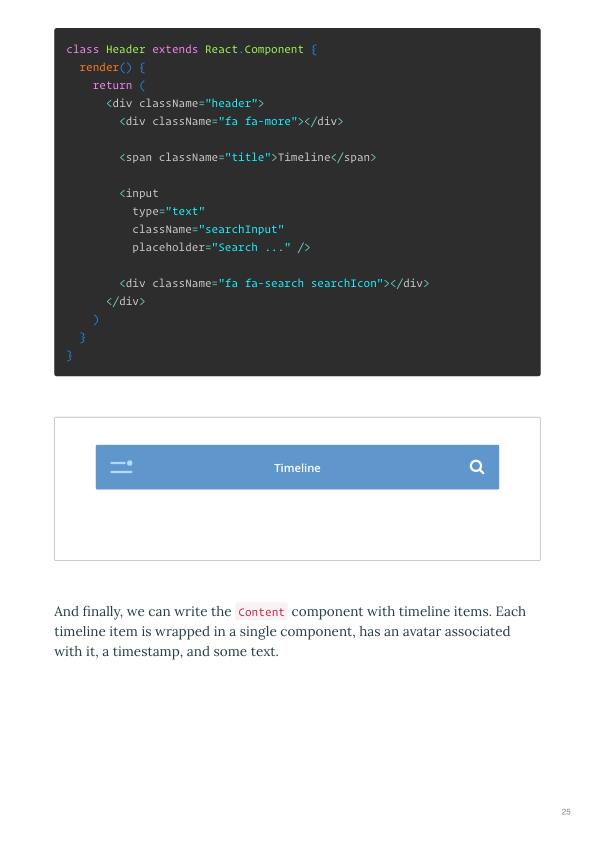 class Header extends React.Component {
  render() {
    return (
      <div className="header">
        <div className="fa fa-more"></div>

        <span className="title">Timeline</span>

        <input
          type="text"
          className="searchInput"
          placeholder="Search ..." />

        <div className="fa fa-search searchIcon"></div>
      </div>
    )
  }
}
Timeline
And finally, we can write the Content component with timeline items. Each
timeline item is wrapped in a single component, has an avatar associated
with it, a timestamp, and some text.
25